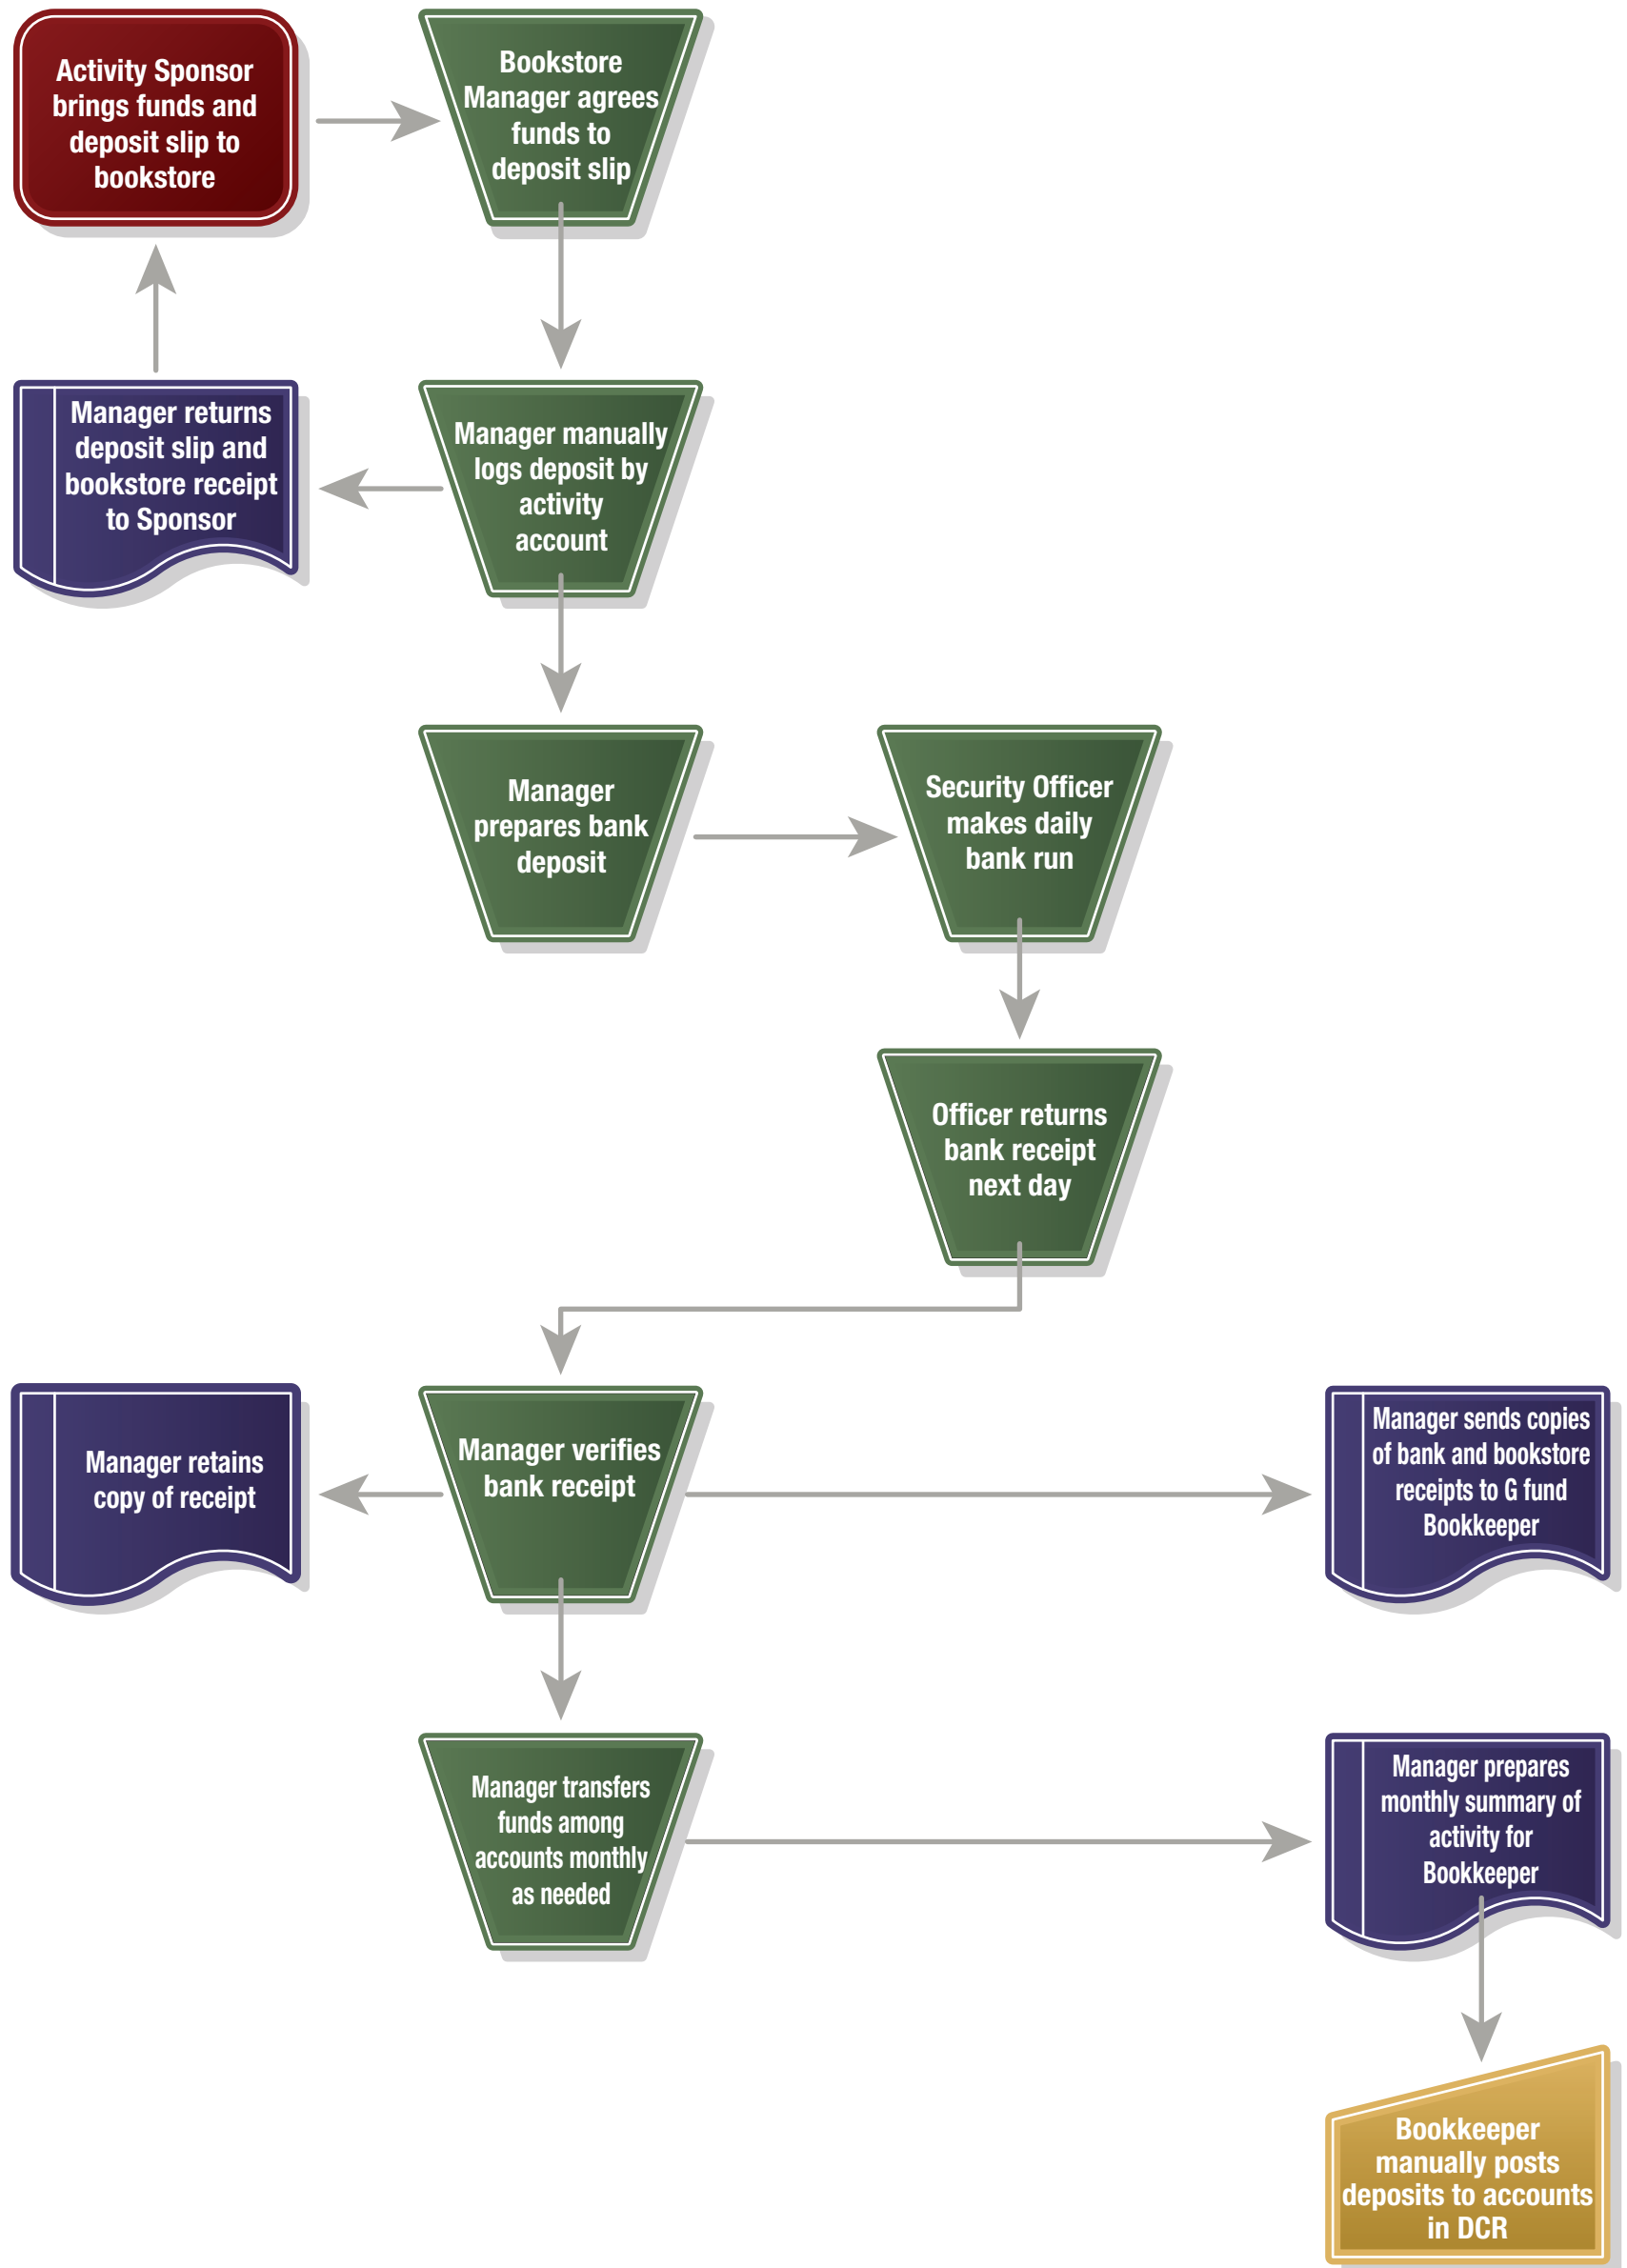 Activity Sponsor
brings funds and
deposit slip to
bookstore
Bookstore
Manager agrees
funds to
deposit slip
Manager returns
deposit slip and
bookstore receipt
to Sponsor
Manager manually
logs deposit by
activity
account
Manager
prepares bank
deposit
Security Officer
makes daily
bank run
Officer returns
bank receipt
next day
Manager retains
copy of receipt
Manager verifies
bank receipt
Manager sends copies
of bank and bookstore
receipts to G fund
Bookkeeper
Manager transfers
funds among
accounts monthly
as needed
Manager prepares
monthly summary of
activity for
Bookkeeper
Bookkeeper
manually posts
deposits to accounts
in DCR